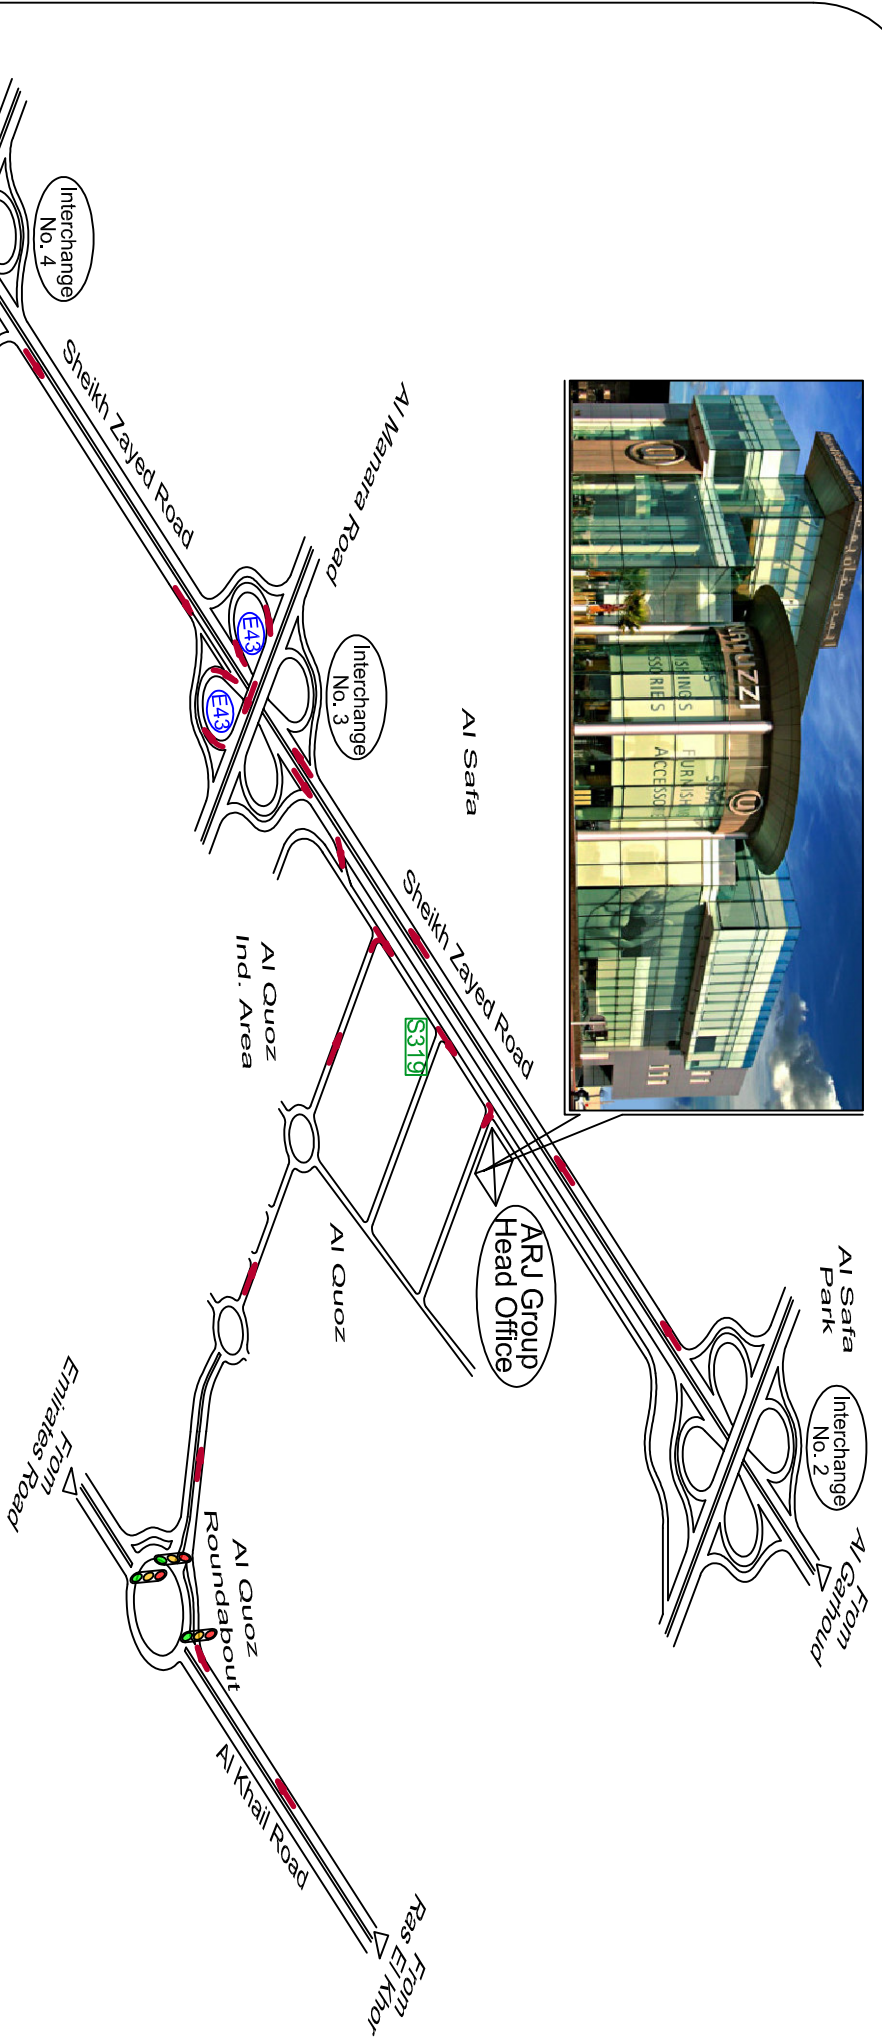 Interchange
No. 4
Sheikh Zayed Road
Al Manara Road
E43
E43
Interchange
No. 3
Al Safa
Sheikh Zayed Road
Al Quoz
Ind. Area
S319
ARJ Group
Head Office
Al Quoz
Al Safa
Park
Interchange
No. 2
From
Al Garhoud
From
Emirates Road
Al Quoz
Roundabout
Al Khail Road
From
Ras El Khor
FURNISH
ACCESSOR